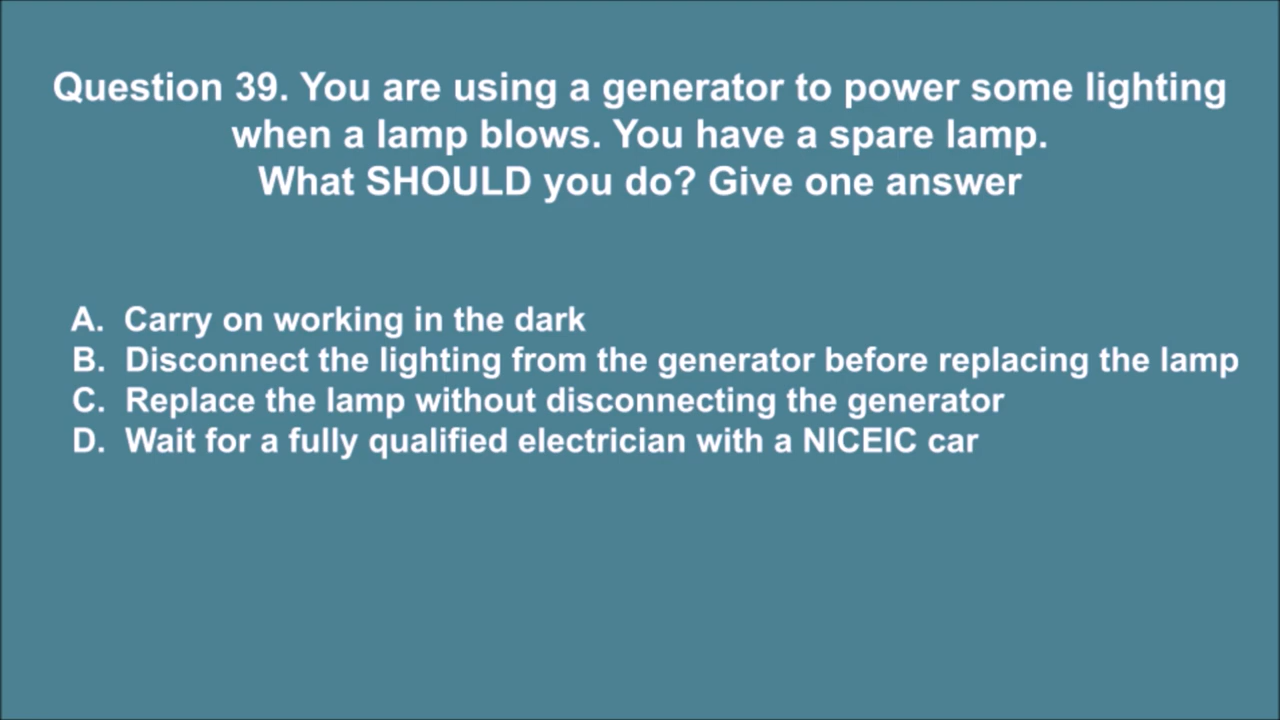 Question 39. You are using a generator to power some lighting
when a lamp blows. You have a spare lamp.
What SHOULD you do? Give one answer
A. Carry on working in the dark
B. Disconnect the lighting from the generator before replacing the lamp
C. Replace the lamp without disconnecting the generator
D. Wait for a fully qualified electrician with a NICEIC car